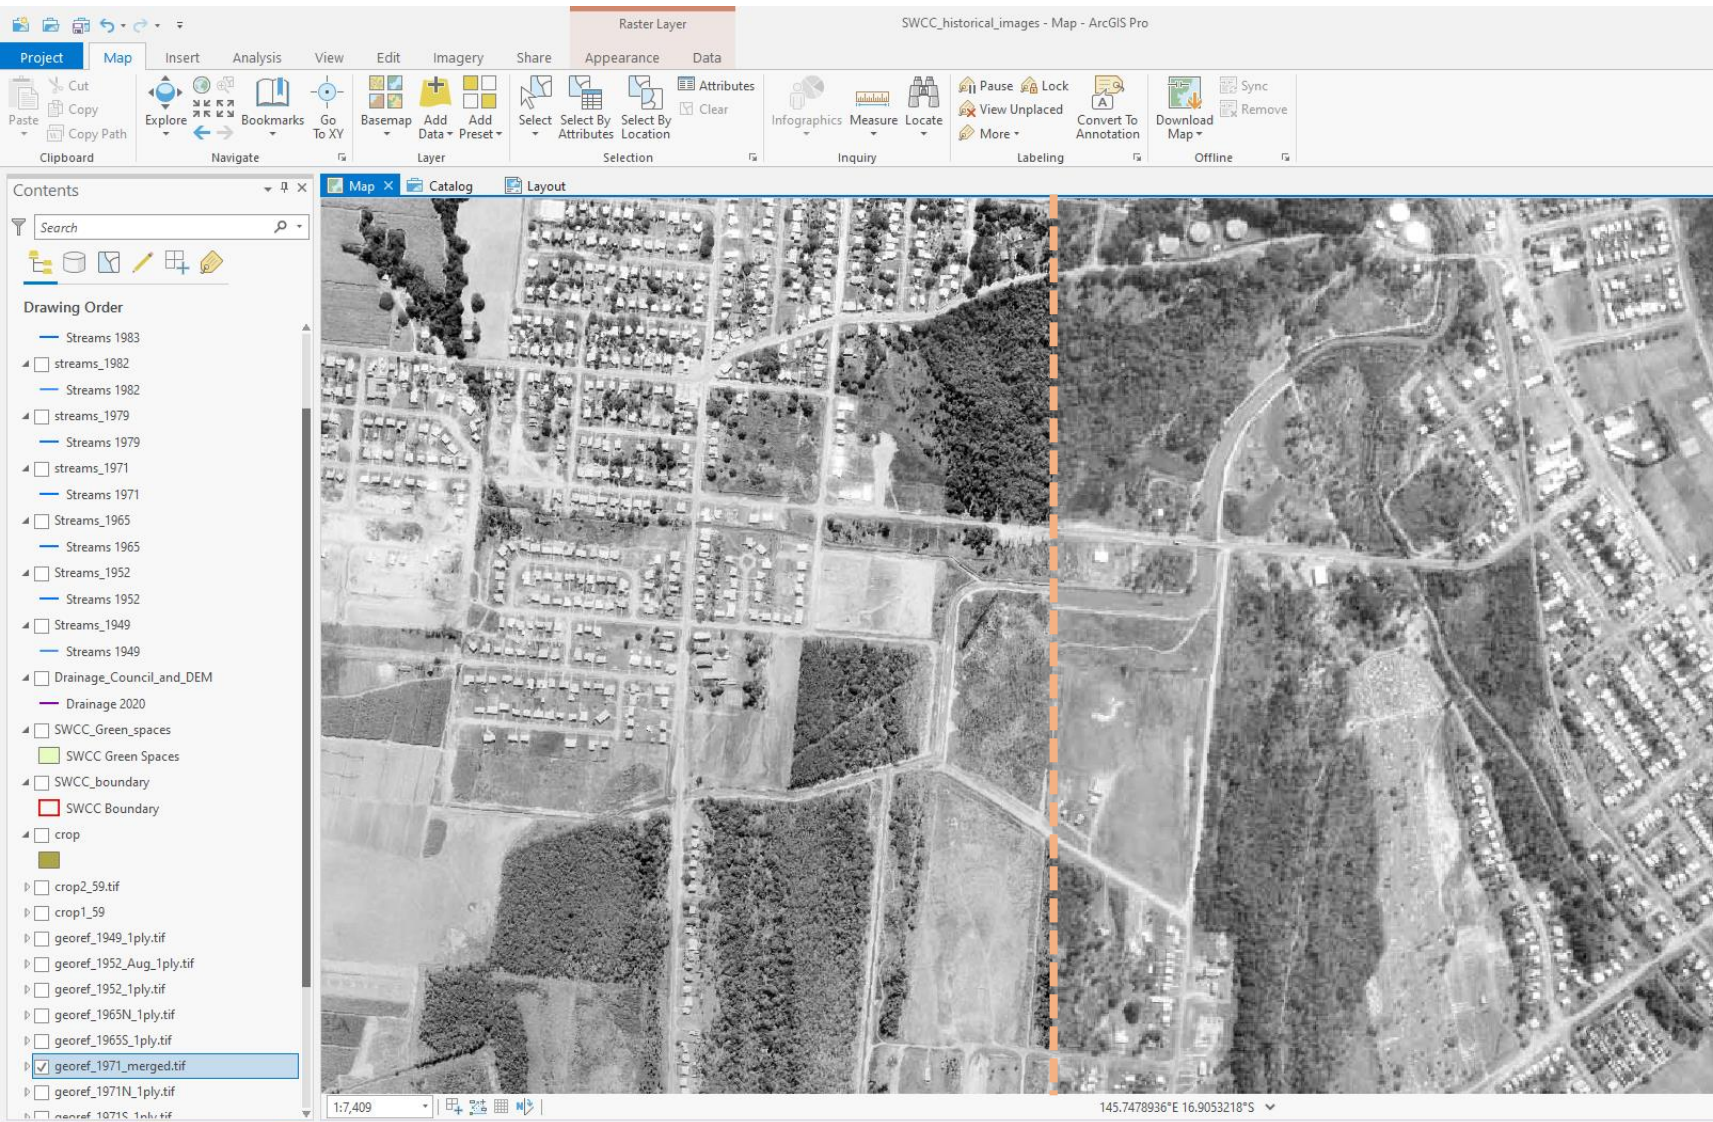 Raster Layer
SWCC_historical_images - Map - ArcGIS Pro
Project Map Insert Analysis View Edit Imagery Share Appearance Data
Paste
Cut
Copy
Copy Path
Clipboard
Explore
Bookmarks
Go To XY
Navigate
Basemap
Add Data
Add Preset
Layer
Select
Select By Attributes
Select By Location
Attributes
Clear
Selection
Infographics
Measure
Locate
Inquiry
Pause
Lock
View Unplaced
More
A
Convert To Annotation
Labeling
Download Map
Sync
Remove
Offline
Contents
Map
Catalog
Layout
Search
Drawing Order
Streams 1983
streams_1982
Streams 1982
streams_1979
Streams 1979
streams_1971
Streams 1971
Streams_1965
Streams 1965
Streams_1952
Streams 1952
Streams_1949
Streams 1949
Drainage_Council_and_DEM
Drainage 2020
SWCC_Green_spaces
SWCC Green Spaces
SWCC_boundary
SWCC Boundary
crop
crop2_59.tif
crop1_59
georef_1949_1ply.tif
georef_1952_Aug_1ply.tif
georef_1952_1ply.tif
georef_1965N_1ply.tif
georef_1965S_1ply.tif
georef_1971_merged.tif
georef_1971N_1ply.tif
georef_1971S_1ply.tif
1:7,409
N
145.7478936°E 16.9053218°S